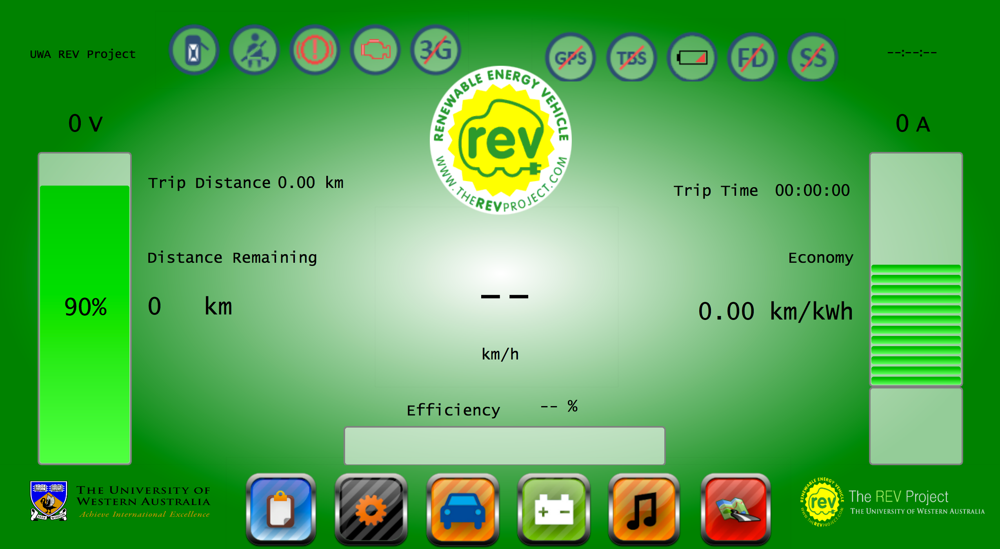 UWA REV Project
3G
GPS
TBS
FD
SS
--:--:--
RENEWABLE ENERGY VEHICLE
rev
WWW.THEREVPROJECT.COM
0 V
0 A
Trip Distance 0.00 km
Trip Time 00:00:00
Distance Remaining
Economy
90%
0 km
--
0.00 km/kWh
km/h
Efficiency -- %
THE UNIVERSITY OF
WESTERN AUSTRALIA
Achieve International Excellence
SEEK WISDOM
+ -
RENEWABLE ENERGY VEHICLE
rev
WWW.THEREVPROJECT.COM
The REV Project
THE UNIVERSITY OF WESTERN AUSTRALIA